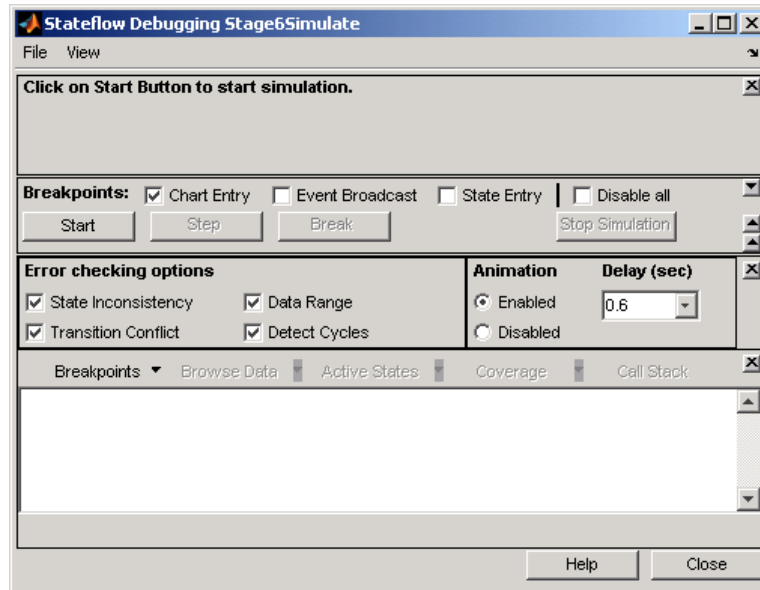 Stateflow Debugging Stage6Simulate
File View
Click on Start Button to start simulation.
Breakpoints: Chart Entry Event Broadcast State Entry Disable all
Start Step Break Stop Simulation
Error checking options Animation Delay (sec)
State Inconsistency Data Range Enabled 0.6
Transition Conflict Detect Cycles Disabled
Breakpoints Browse Data Active States Coverage Call Stack
Help Close